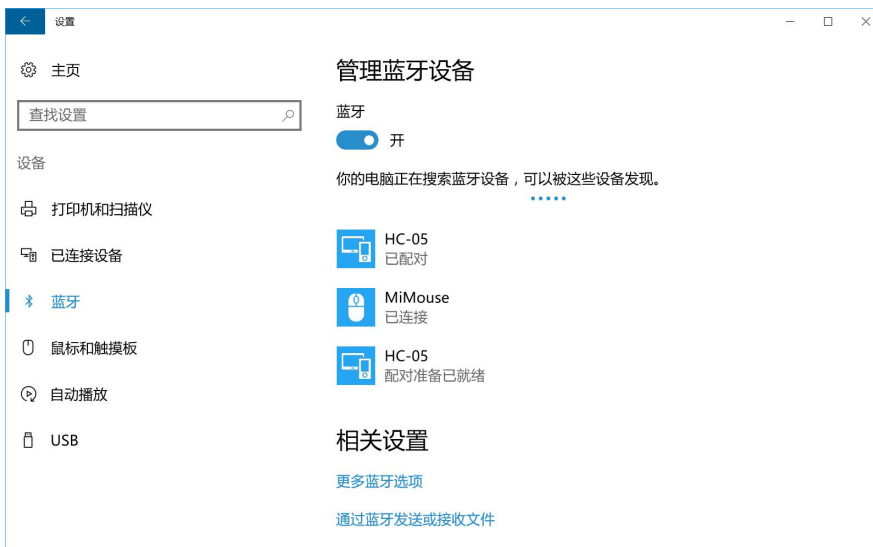 设置
主页
查找设置
设备
打印机和扫描仪
已连接设备
蓝牙
鼠标和触摸板
自动播放
USB
管理蓝牙设备
蓝牙
开
你的电脑正在搜索蓝牙设备，可以被这些设备发现。
HC-05
已配对
MiMouse
已连接
HC-05
配对准备已就绪
相关设置
更多蓝牙选项
通过蓝牙发送或接收文件